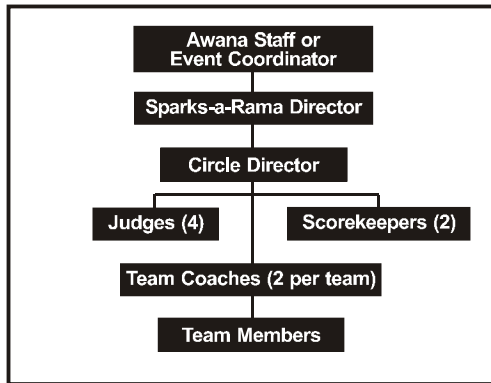 Awana Staff or
Event Coordinator
Sparks-a-Rama Director
Circle Director
Judges (4)
Scorekeepers (2)
Team Coaches (2 per team)
Team Members